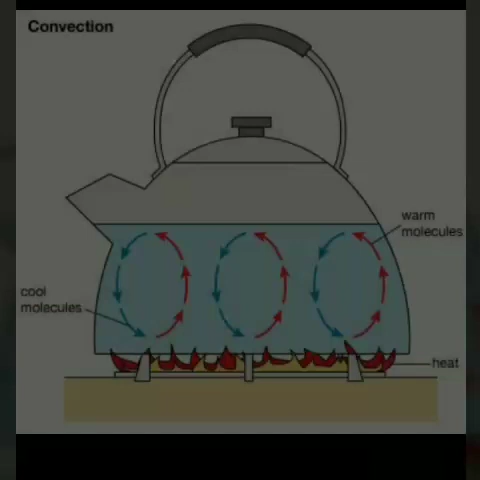 Convection
warm
molecules
cool
molecules
heat